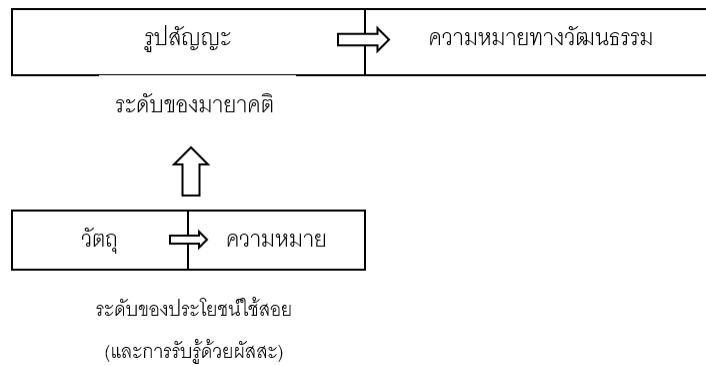 รูปสัญญะ ความหมายทางวัฒนธรรม
ระดับของมายาคติ
วัตถุ ความหมาย
ระดับของประโยชน์ใช้สอย
(และการรับรู้ด้วยผัสสะ)